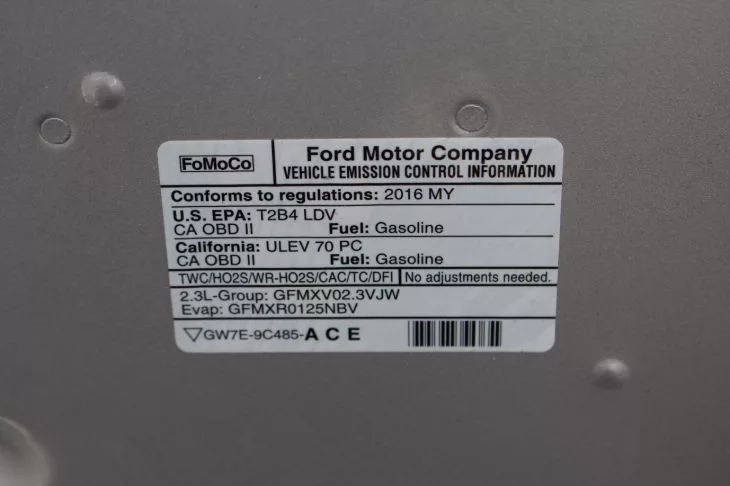 FoMoCo
Ford Motor Company
VEHICLE EMISSION CONTROL INFORMATION
Conforms to regulations: 2016 MY
U.S. EPA: T2B4 LDV
CA OBD II Fuel: Gasoline
California: ULEV 70 PC
CA OBD II Fuel: Gasoline
TWC/HO2S/WR-HO2S/CAC/TC/DFI No adjustments needed.
2.3L-Group: GFMXV02.3VJW
Evap: GFMXR0125NBV
▽GW7E-9C485-A C E